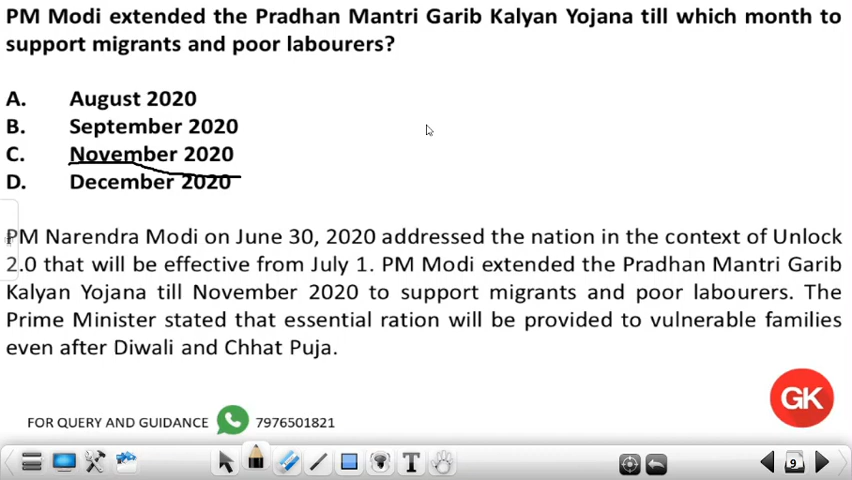 PM Modi extended the Pradhan Mantri Garib Kalyan Yojana till which month to
support migrants and poor labourers?
A. August 2020
B. September 2020
C. November 2020
D. December 2020
PM Narendra Modi on June 30, 2020 addressed the nation in the context of Unlock
2.0 that will be effective from July 1. PM Modi extended the Pradhan Mantri Garib
Kalyan Yojana till November 2020 to support migrants and poor labourers. The
Prime Minister stated that essential ration will be provided to vulnerable families
even after Diwali and Chhat Puja.
GK
FOR QUERY AND GUIDANCE 7976501821
T
9